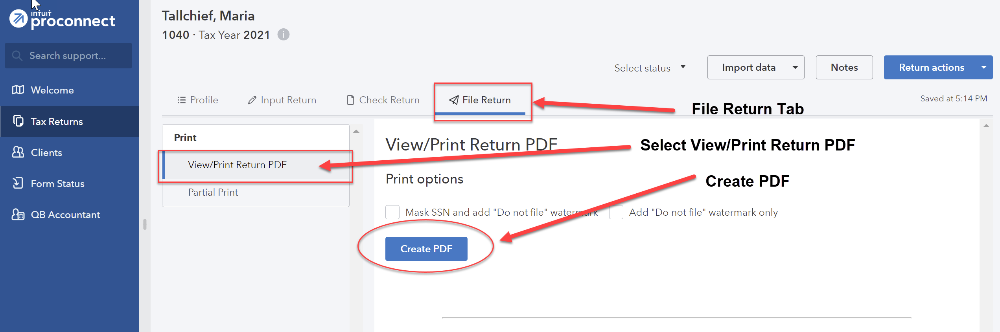 intuit
proconnect
Search support...
Welcome
Tax Returns
Clients
Form Status
QB Accountant
Tallchief, Maria
1040 · Tax Year 2021 i
Select status
Import data
Notes
Return actions
Profile
Input Return
Check Return
File Return
Saved at 5:14 PM
File Return Tab
Print
View/Print Return PDF
Partial Print
View/Print Return PDF
Select View/Print Return PDF
Print options
Create PDF
Mask SSN and add "Do not file" watermark
Add "Do not file" watermark only
Create PDF